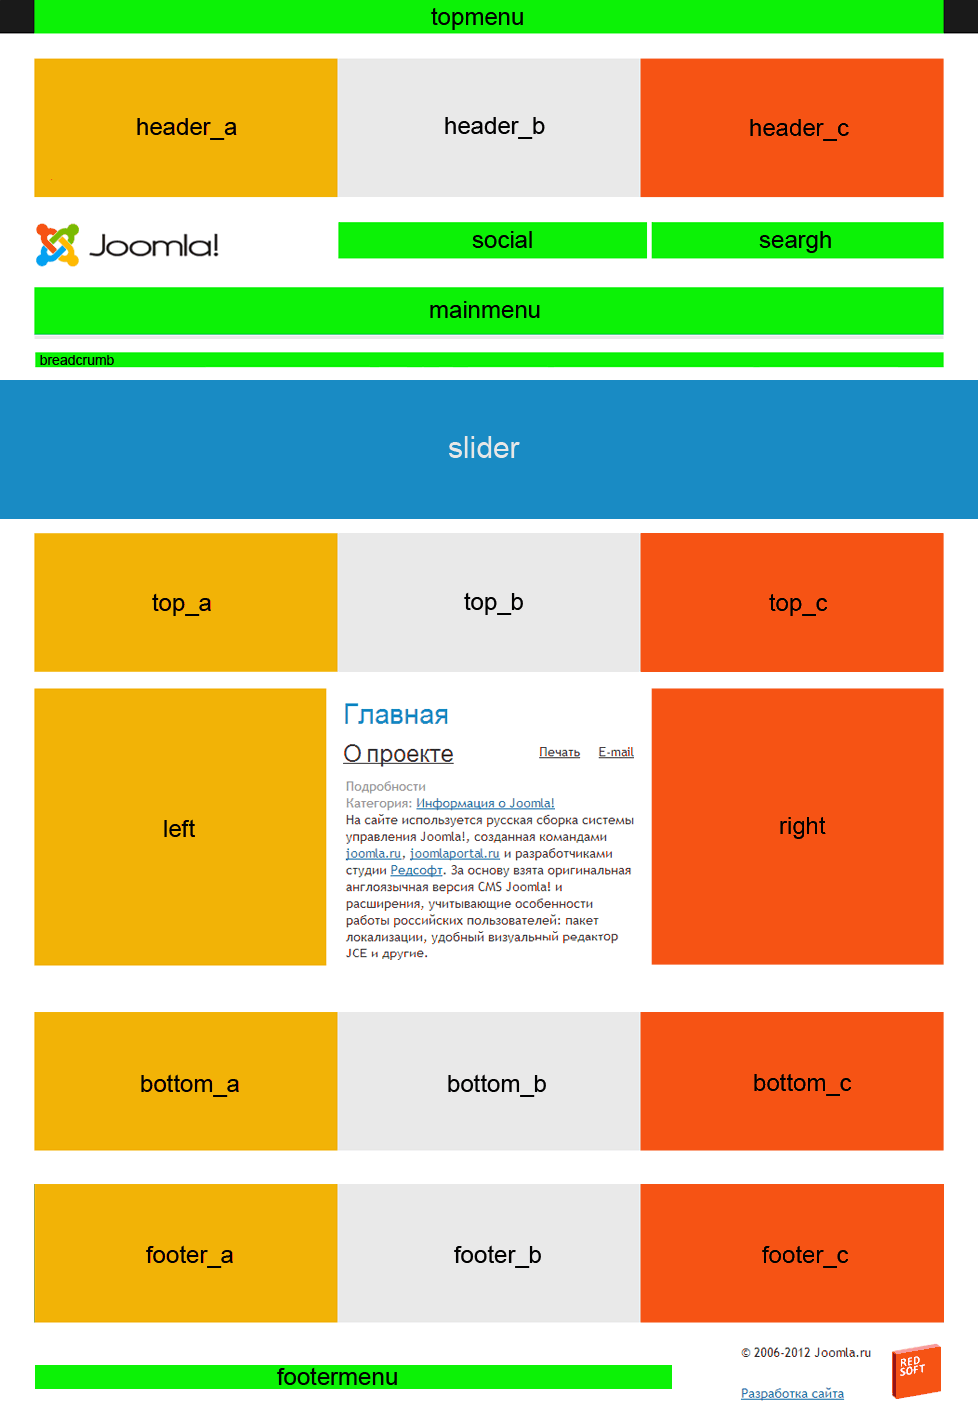 topmenu
header_a
header_b
header_c
Joomla!
social
seargh
mainmenu
breadcrumb
slider
top_a
top_b
top_c
left
Главная
О проекте
Печать E-mail
Подробности
Категория: Информация о Joomla!
На сайте используется русская сборка системы
управления Joomla!, созданная командами
joomla.ru, joomlaportal.ru и разработчиками
студии Редсофт. За основу взята оригинальная
англоязычная версия CMS Joomla! и
расширения, учитывающие особенности
работы российских пользователей: пакет
локализации, удобный визуальный редактор
JCE и другие.
right
bottom_a
bottom_b
bottom_c
footer_a
footer_b
footer_c
footermenu
© 2006-2012 Joomla.ru
Разработка сайта
RED
SOFT